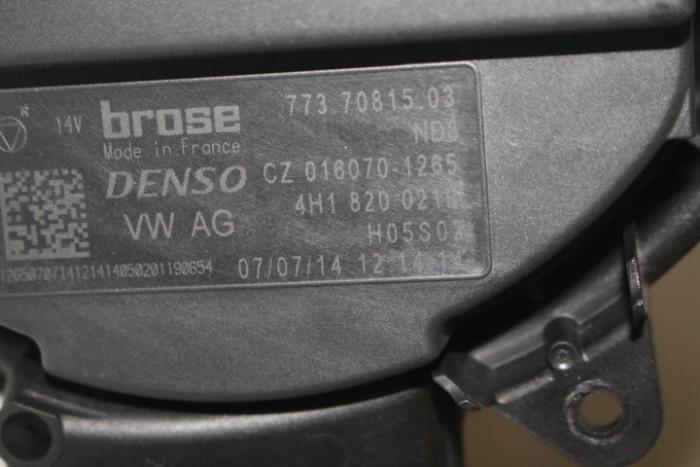 R
14V brose 773.70815.03
Made in France
DENSO CZ 016070-1265
VW AG 4H1 820 021
H05S02
1265070714121414050201190654 07/07/14 12:14:14